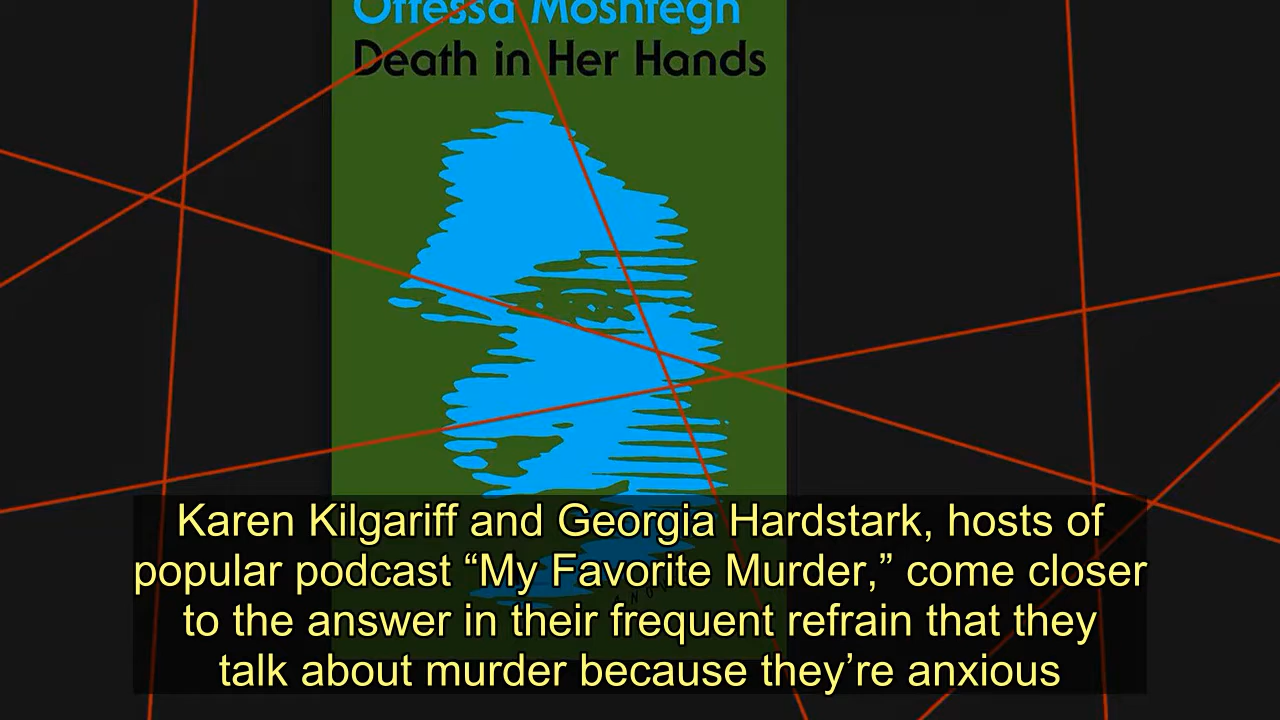 Ottessa Moshfegh
Death in Her Hands
Karen Kilgariff and Georgia Hardstark, hosts of
popular podcast “My Favorite Murder,” come closer
to the answer in their frequent refrain that they
talk about murder because they’re anxious